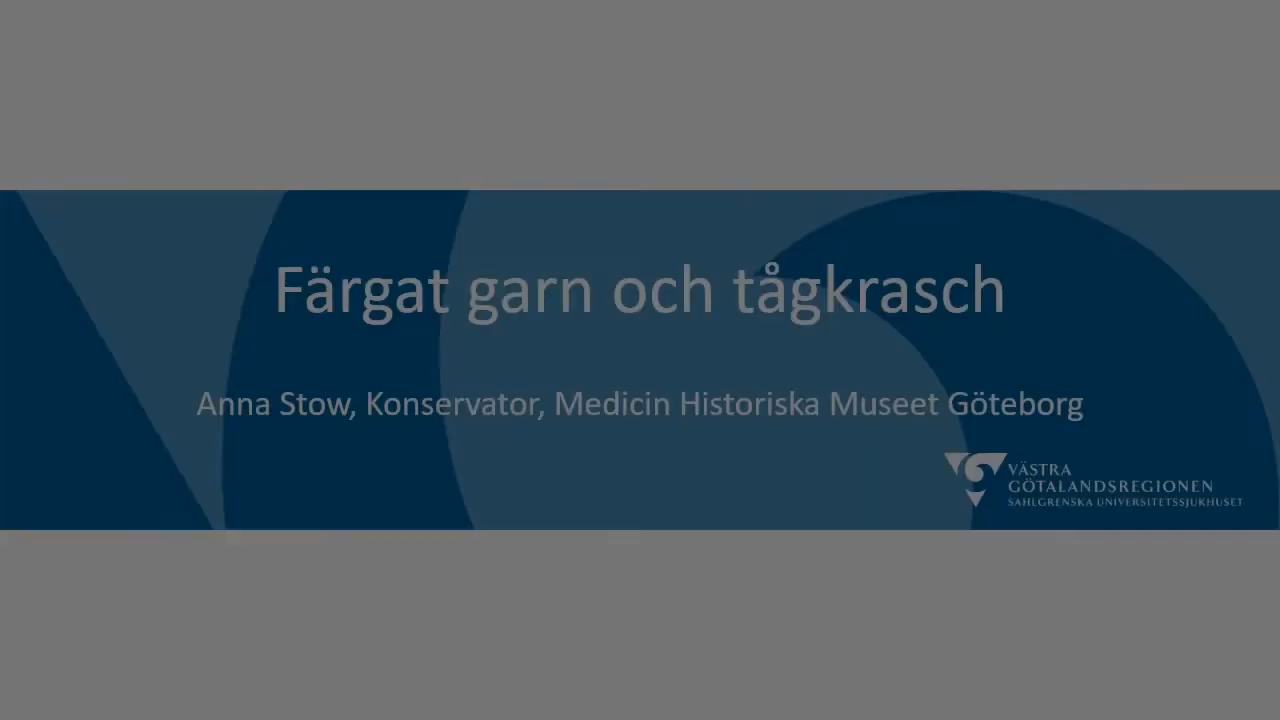 Färgat garn och tågkrasch
Anna Stow, Konservator, Medicin Historiska Museet Göteborg
VÄSTRA
GÖTALANDSREGIONEN
SAHLGRENSKA UNIVERSITETSSJUKHUSET